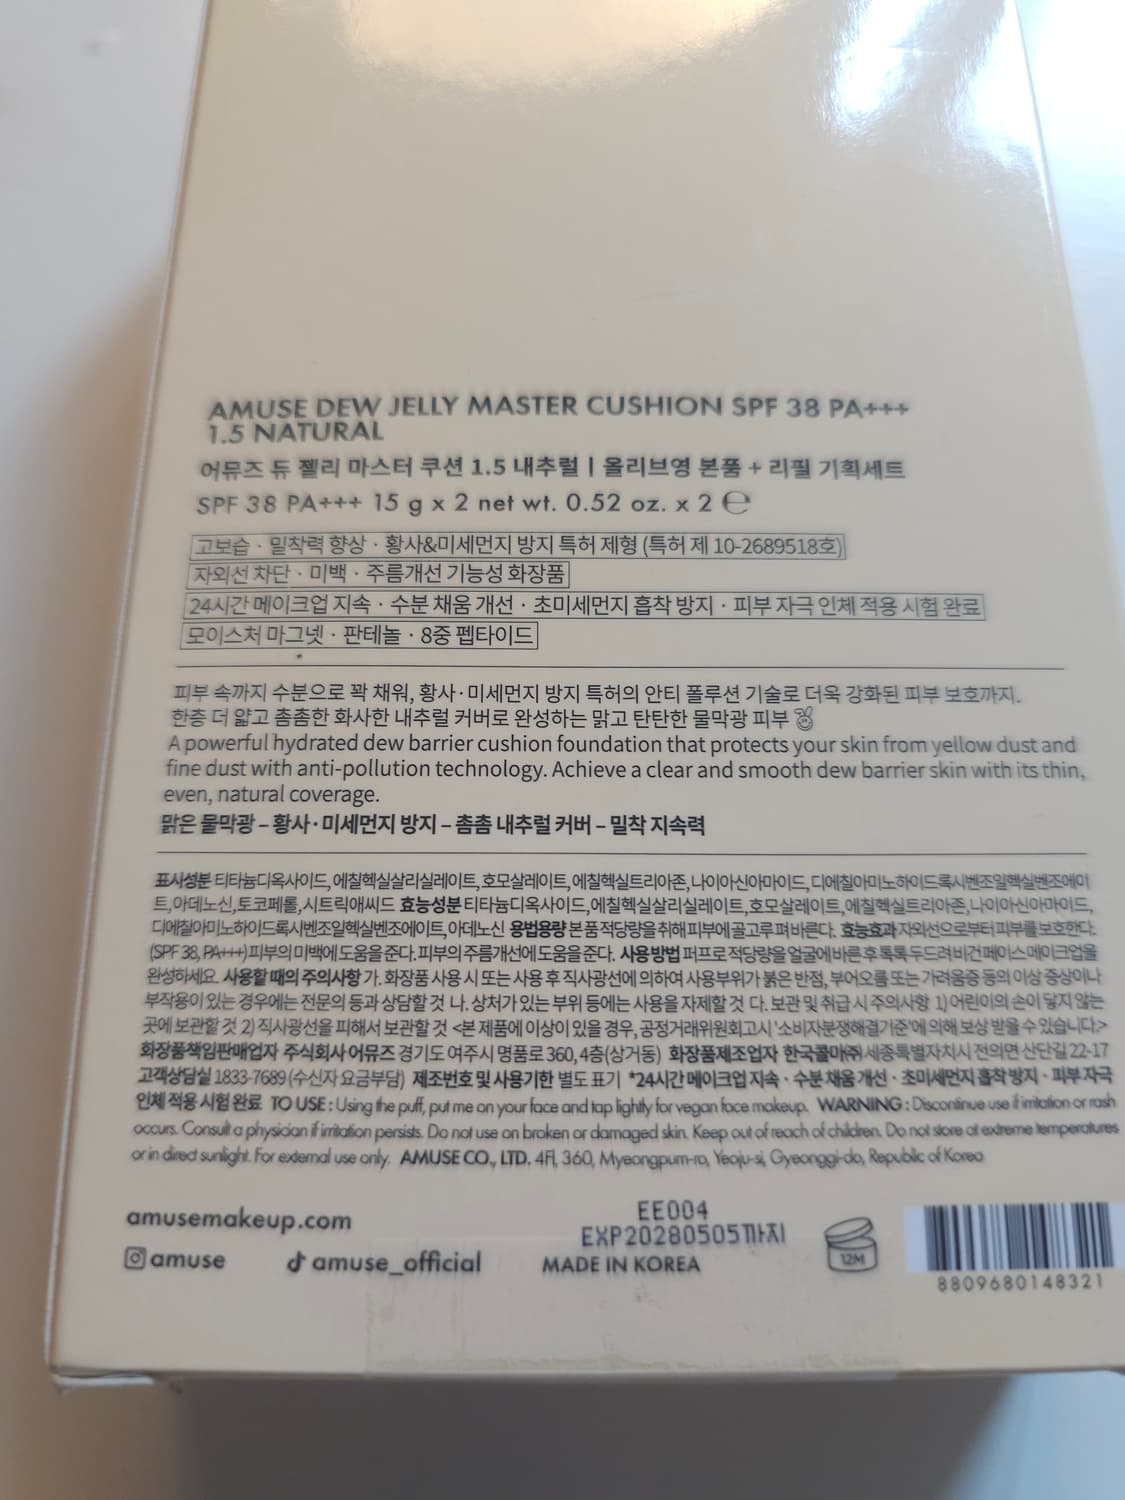 AMUSE DEW JELLY MASTER CUSHION SPF 38 PA+++
1.5 NATURAL
어뮤즈 듀 젤리 마스터 쿠션 1.5 내추럴 | 올리브영 본품 + 리필 기획세트
SPF 38 PA+++ 15 g x 2 net wt. 0.52 oz. x 2 ℮
고보습 · 밀착력 향상 · 황사&미세먼지 방지 특허 제형 (특허 제 10-2689518호)
자외선 차단 · 미백 · 주름개선 기능성 화장품
24시간 메이크업 지속 · 수분 채움 개선 · 초미세먼지 흡착 방지 · 피부 자극 인체 적용 시험 완료
모이스처 마그넷 · 판테놀 · 8중 펩타이드
피부 속까지 수분으로 꽉 채워, 황사·미세먼지 방지 특허의 안티 폴루션 기술로 더욱 강화된 피부 보호까지.
한층 더 얇고 촘촘한 화사한 내추럴 커버로 완성하는 맑고 탄탄한 물막광 피부
A powerful hydrated dew barrier cushion foundation that protects your skin from yellow dust and
fine dust with anti-pollution technology. Achieve a clear and smooth dew barrier skin with its thin,
even, natural coverage.
맑은 물막광 – 황사·미세먼지 방지 – 촘촘 내추럴 커버 – 밀착 지속력
표시성분 티타늄디옥사이드, 에칠헥실살리실레이트, 호모살레이트, 에칠헥실트리아존, 나이아신아마이드, 디에칠아미노하이드록시벤조일헥실벤조에이
트, 아데노신, 토코페롤, 시트릭애씨드 효능성분 티타늄디옥사이드, 에칠헥실살리실레이트, 호모살레이트, 에칠헥실트리아존, 나이아신아마이드,
디에칠아미노하이드록시벤조일헥실벤조에이트, 아데노신 용법용량 본품 적당량을 취해 피부에 골고루 펴 바른다. 효능효과 자외선으로부터 피부를 보호한다.
(SPF 38, PA+++) 피부의 미백에 도움을 준다. 피부의 주름개선에 도움을 준다. 사용방법 퍼프로 적당량을 얼굴에 바른 후 톡톡 두드려 비건 페이스 메이크업을
완성하세요. 사용할 때의 주의사항 가. 화장품 사용 시 또는 사용 후 직사광선에 의하여 사용부위가 붉은 반점, 부어오름 또는 가려움증 등의 이상 증상이나
부작용이 있는 경우에는 전문의 등과 상담할 것 나. 상처가 있는 부위 등에는 사용을 자제할 것 다. 보관 및 취급 시 주의사항 1) 어린이의 손이 닿지 않는
곳에 보관할 것 2) 직사광선을 피해서 보관할 것 <본 제품에 이상이 있을 경우, 공정거래위원회고시 '소비자분쟁해결기준'에 의해 보상 받을 수 있습니다.>
화장품책임판매업자 주식회사 어뮤즈 경기도 여주시 명품로 360, 4층(상거동) 화장품제조업자 한국콜마㈜ 세종특별자치시 전의면 산단길 22-17
고객상담실 1833-7689 (수신자 요금부담) 제조번호 및 사용기한 별도 표기 *24시간 메이크업 지속 · 수분 채움 개선 · 초미세먼지 흡착 방지 · 피부 자극
인체 적용 시험 완료 TO USE : Using the puff, put me on your face and tap lightly for vegan face makeup. WARNING : Discontinue use if irritation or rash
occurs. Consult a physician if irritation persists. Do not use on broken or damaged skin. Keep out of reach of children. Do not store at extreme temperatures
or in direct sunlight. For external use only. AMUSE CO., LTD. 4Fl, 360, Myeongpum-ro, Yeoju-si, Gyeonggi-do, Republic of Korea
amusemakeup.com
amuse amuse_official
EE004
EXP20280505까지
MADE IN KOREA
12M
8809680148321